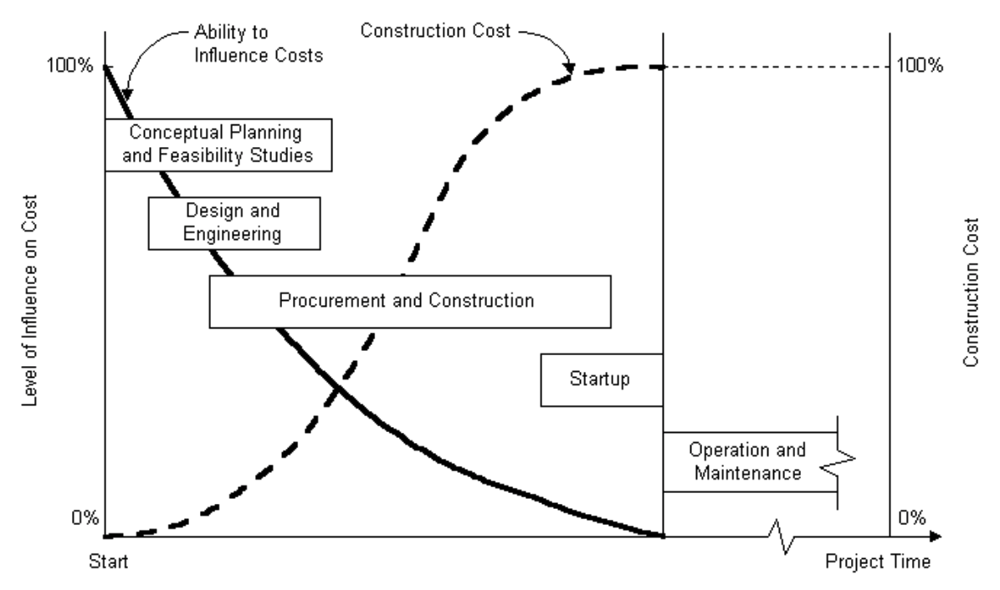 Ability to
Influence Costs
Construction Cost
100%
100%
Conceptual Planning
and Feasibility Studies
Design and
Engineering
Level of Influence on Cost
Construction Cost
Procurement and Construction
Startup
Operation and
Maintenance
0%
0%
Start
Project Time